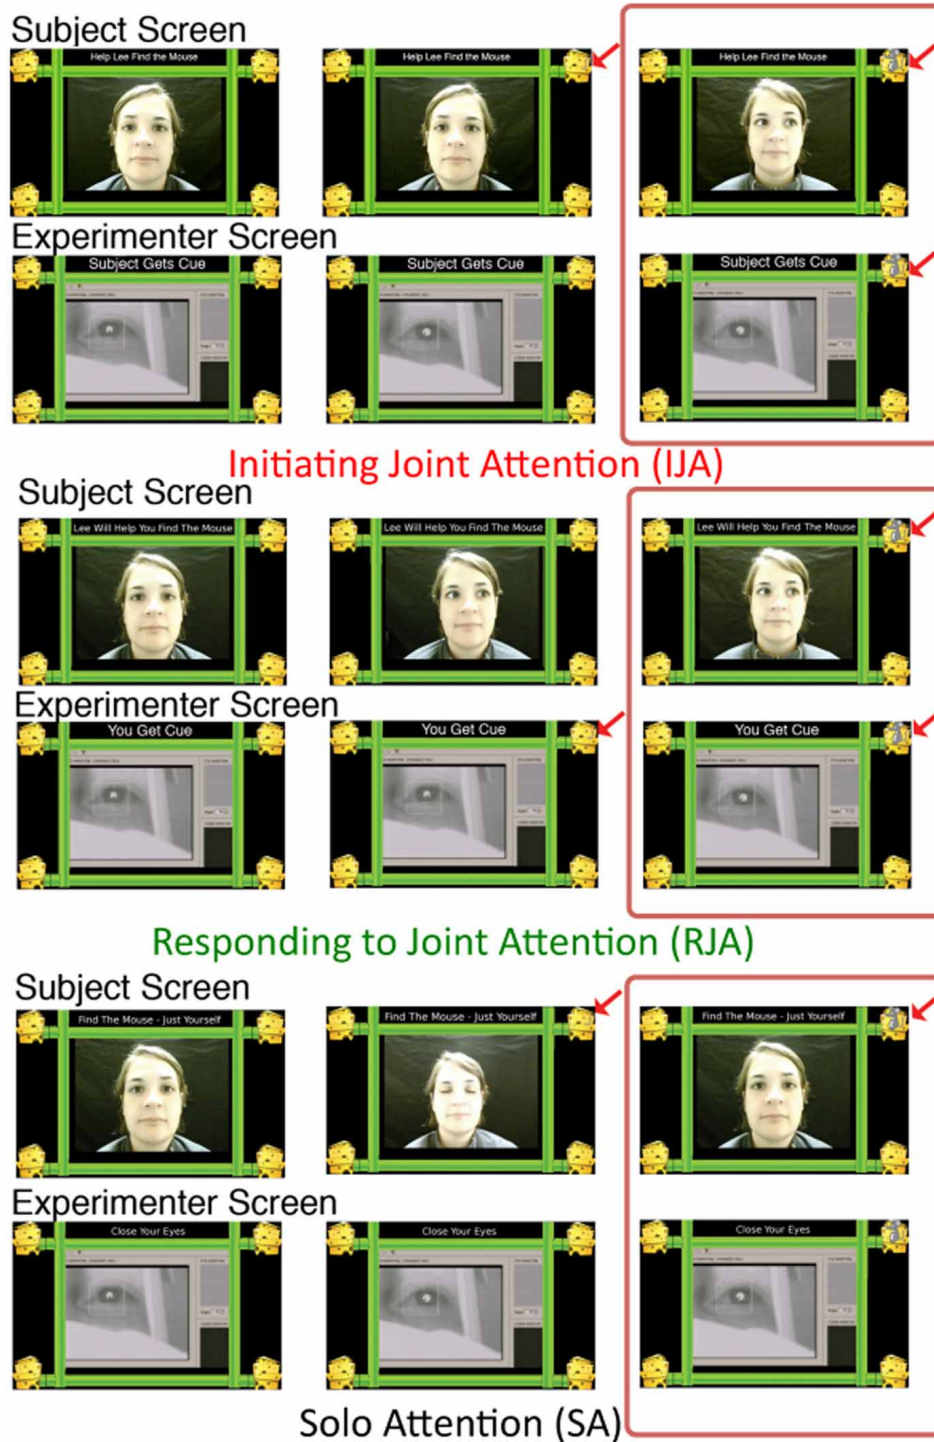 Subject Screen
Help Lee Find the Mouse
Help Lee Find the Mouse
Help Lee Find the Mouse
Experimenter Screen
Subject Gets Cue
Subject Gets Cue
Subject Gets Cue
Initiating Joint Attention (IJA)
Subject Screen
Lee Will Help You Find The Mouse
Lee Will Help You Find The Mouse
Lee Will Help You Find The Mouse
Experimenter Screen
You Get Cue
You Get Cue
You Get Cue
Responding to Joint Attention (RJA)
Subject Screen
Find The Mouse - Just Yourself
Find The Mouse - Just Yourself
Find The Mouse - Just Yourself
Experimenter Screen
Close Your Eyes
Close Your Eyes
Close Your Eyes
Solo Attention (SA)